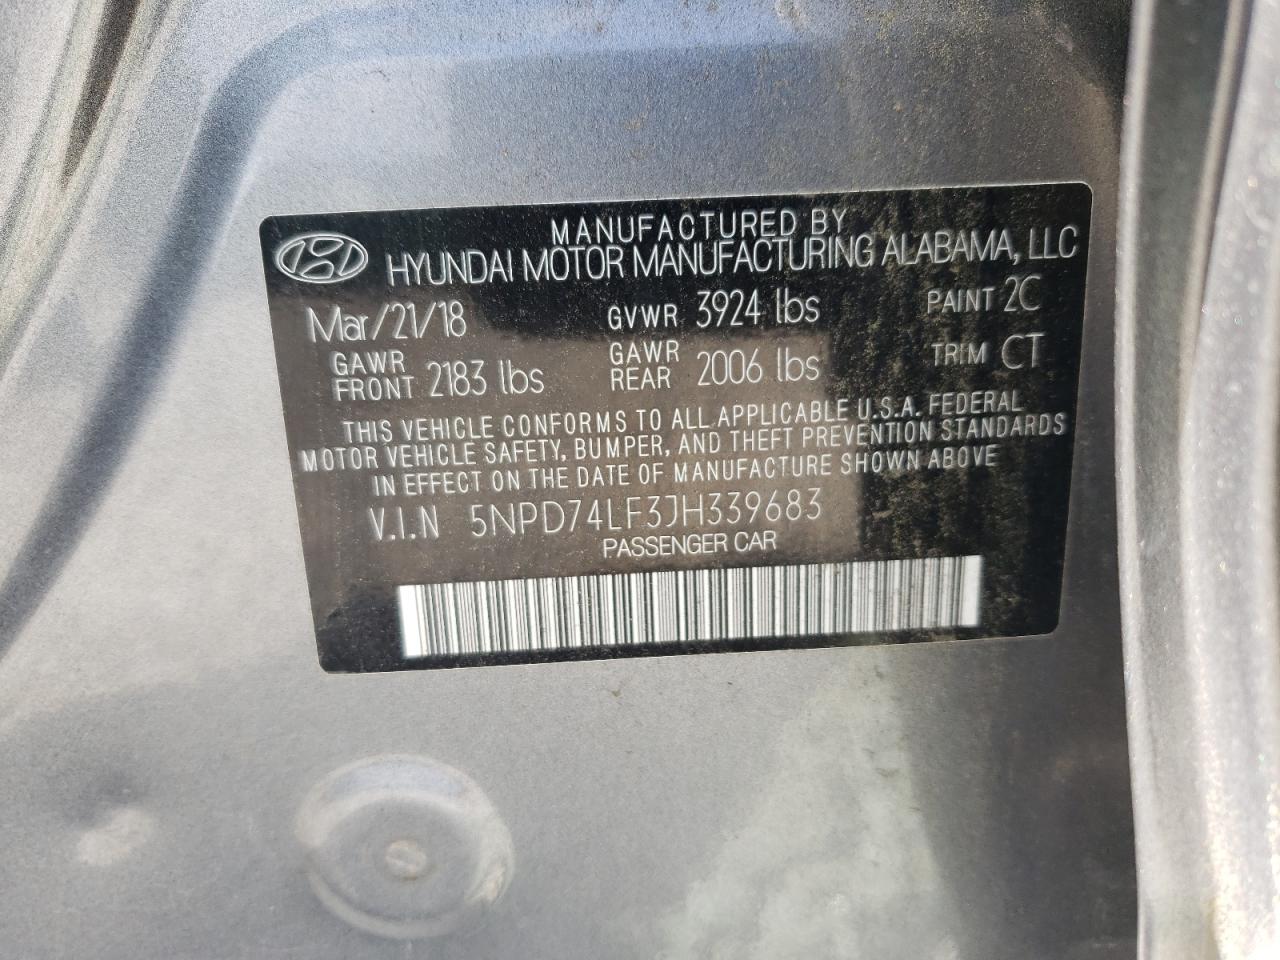 MANUFACTURED BY
HYUNDAI MOTOR MANUFACTURING ALABAMA, LLC
Mar/21/18 GVWR 3924 lbs PAINT 2C
GAWR FRONT 2183 lbs GAWR REAR 2006 lbs TRIM CT
THIS VEHICLE CONFORMS TO ALL APPLICABLE U.S.A. FEDERAL
MOTOR VEHICLE SAFETY, BUMPER, AND THEFT PREVENTION STANDARDS
IN EFFECT ON THE DATE OF MANUFACTURE SHOWN ABOVE
V.I.N 5NPD74LF3JH339683
PASSENGER CAR